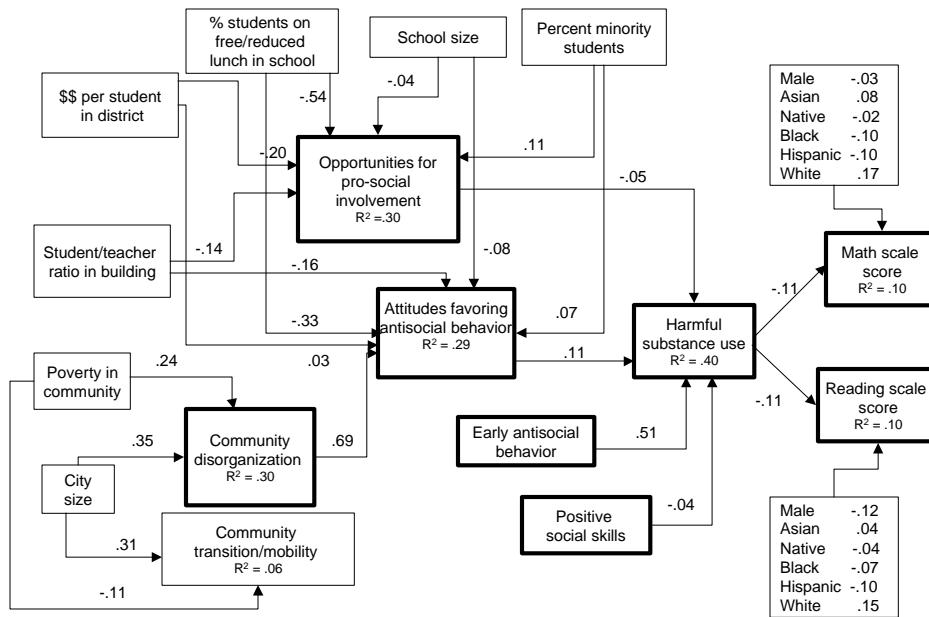 % students on
free/reduced
lunch in school
School size
Percent minority
students
$$ per student
in district
-.54
-.04
-.20
.11
Opportunities for
pro-social
involvement
R² =.30
-.05
Male -.03
Asian .08
Native -.02
Black -.10
Hispanic -.10
White .17
Student/teacher
ratio in building
-.14
-.16
-.08
Math scale
score
R² = .10
Attitudes favoring
antisocial behavior
R² = .29
-.33
.03
.07
.11
Harmful
substance use
R² = .40
-.11
-.11
Poverty in
community
.24
Reading scale
score
R² = .10
.35
Community
disorganization
R² = .30
.69
Early antisocial
behavior
.51
City
size
Positive
social skills
-.04
.31
Community
transition/mobility
R² = .06
-.11
Male -.12
Asian .04
Native -.04
Black -.07
Hispanic -.10
White .15